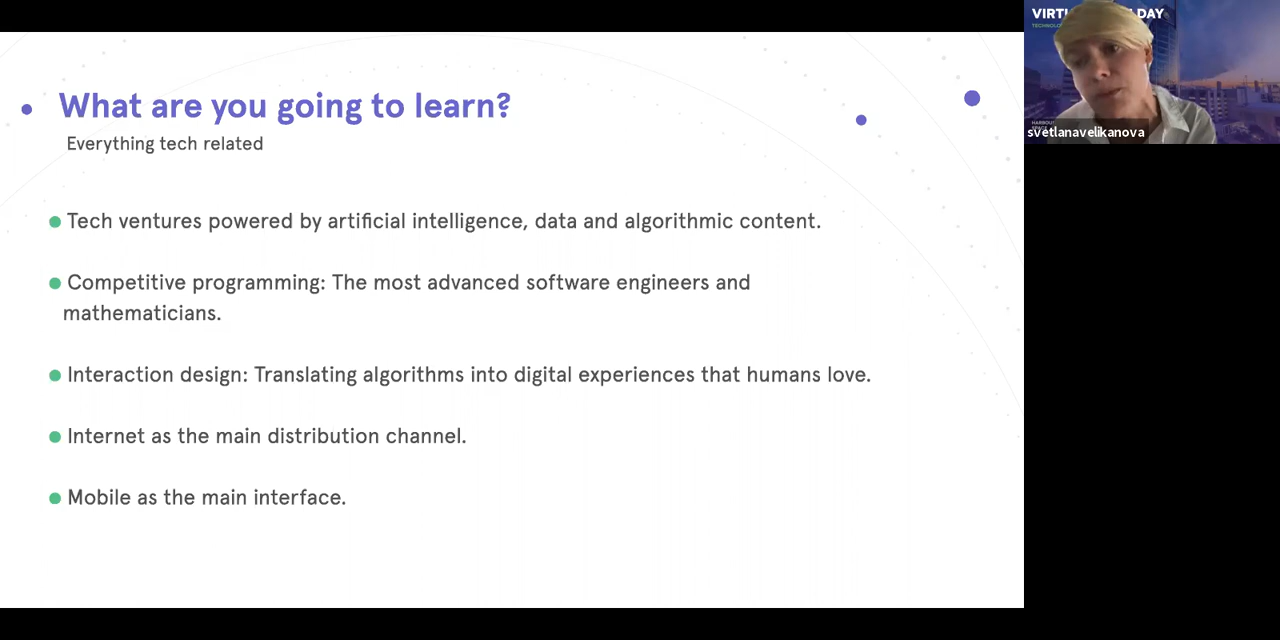 What are you going to learn?
Everything tech related
Tech ventures powered by artificial intelligence, data and algorithmic content.
Competitive programming: The most advanced software engineers and
mathematicians.
Interaction design: Translating algorithms into digital experiences that humans love.
Internet as the main distribution channel.
Mobile as the main interface.
DAY
svetlanavelikanova